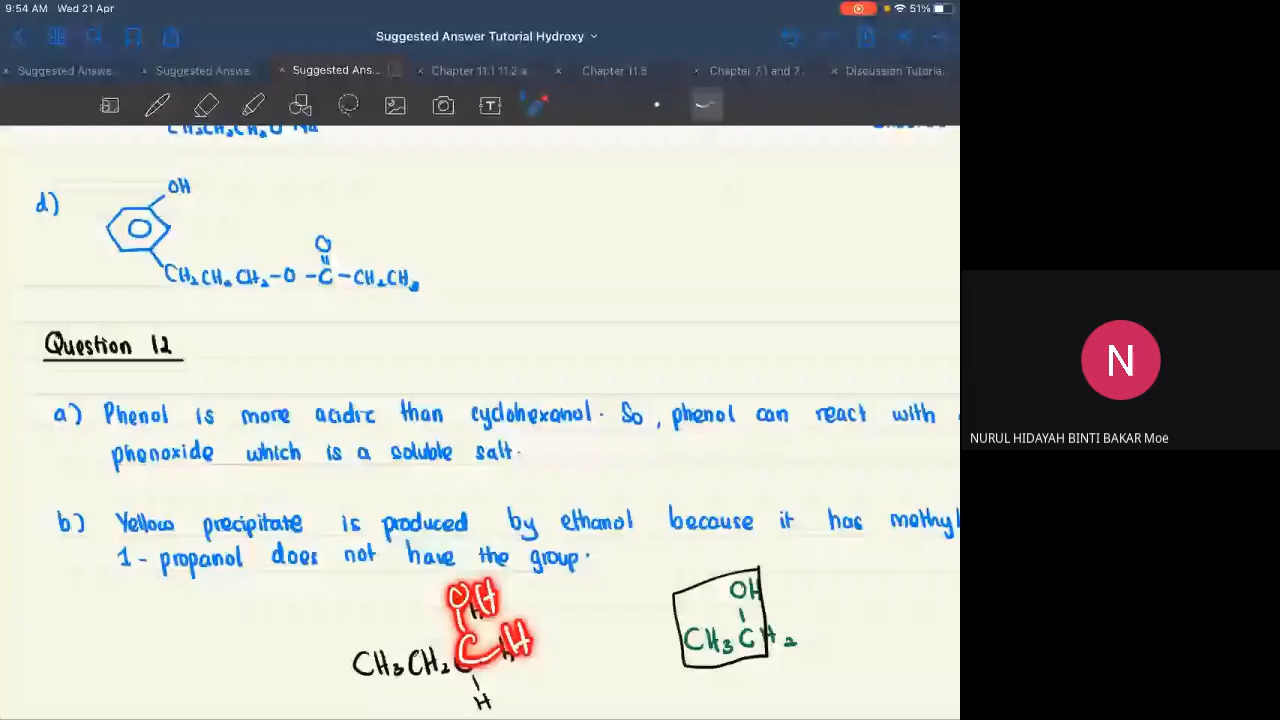 9:54 AM Wed 21 Apr
51%
Suggested Answer Tutorial Hydroxy
Suggested Answe...
Suggested Answe...
Suggested Ans...
Chapter 11.1 11.2 a
Chapter 11.5
Chapter 7.1 and 7.
Discussion Tutoria.
d)
OH
O
CH₂CH₂CH₂-O-C-CH₂CH₃
Question 12
a) Phenol is more acidic than cyclohexanol. So, phenol can react with
phenoxide which is a soluble salt.
b) Yellow precipitate is produced by ethanol because it has methyl
1-propanol does not have the group.
OH
CH₃CH₂C H
H
OH
CH₃CH₂
N
NURUL HIDAYAH BINTI BAKAR Moe